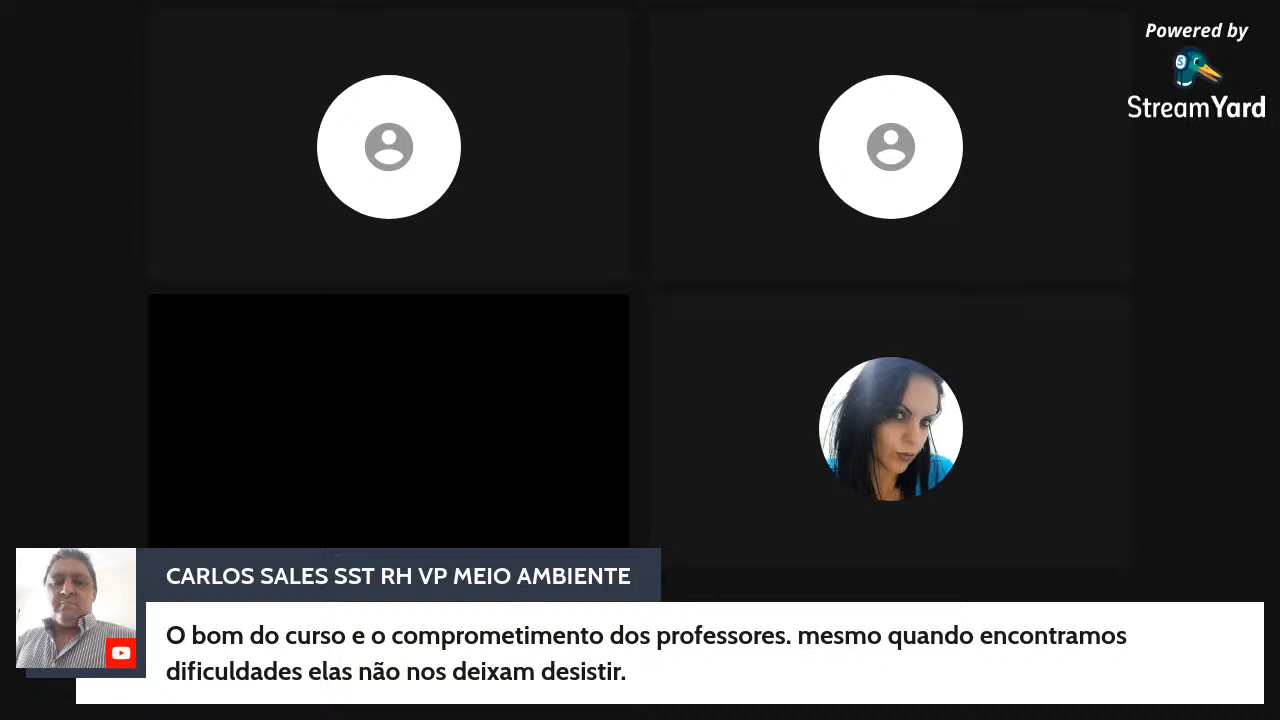 Powered by
StreamYard
CARLOS SALES SST RH VP MEIO AMBIENTE
O bom do curso e o comprometimento dos professores. mesmo quando encontramos
dificuldades elas não nos deixam desistir.